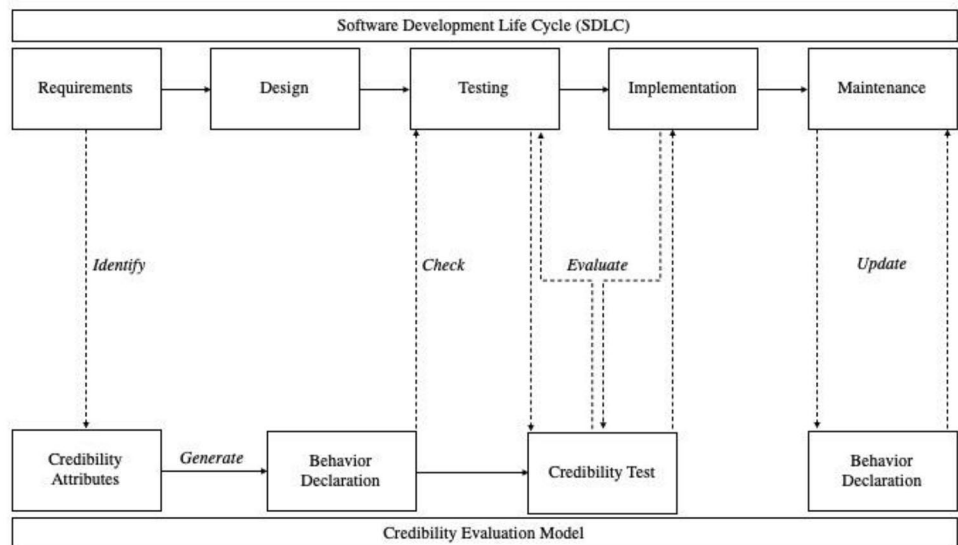 Software Development Life Cycle (SDLC)
Requirements
Design
Testing
Implementation
Maintenance
Identify
Check
Evaluate
Update
Credibility
Attributes
Generate
Behavior
Declaration
Credibility Test
Behavior
Declaration
Credibility Evaluation Model